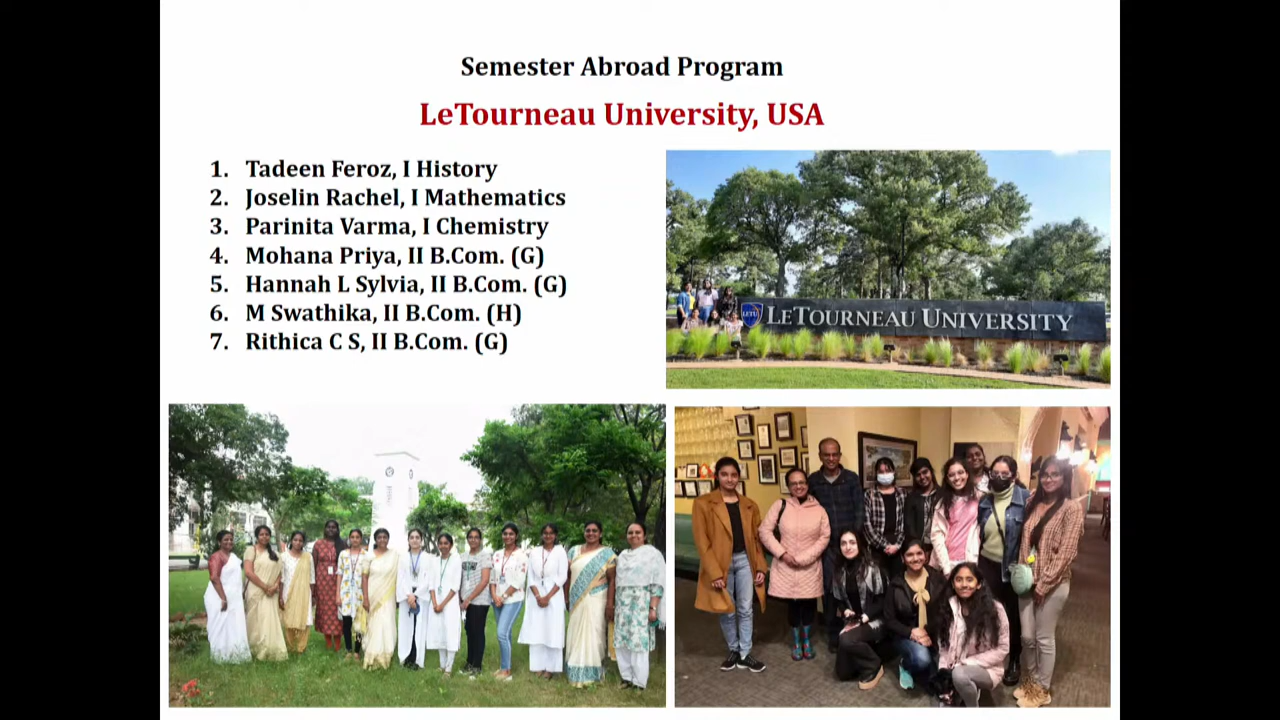 Semester Abroad Program
LeTourneau University, USA
1. Tadeen Feroz, I History
2. Joselin Rachel, I Mathematics
3. Parinita Varma, I Chemistry
4. Mohana Priya, II B.Com. (G)
5. Hannah L Sylvia, II B.Com. (G)
6. M Swathika, II B.Com. (H)
7. Rithica C S, II B.Com. (G)
LETU LETOURNEAU UNIVERSITY